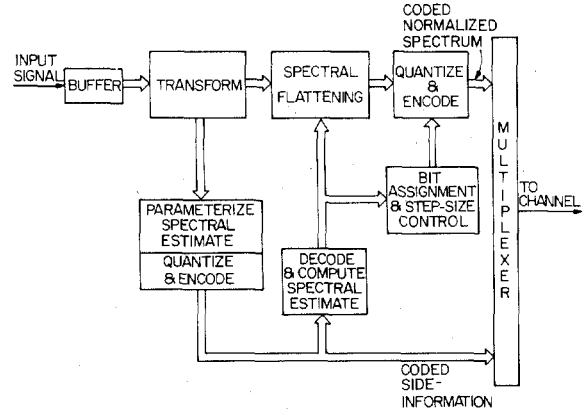 CODED
NORMALIZED
SPECTRUM
INPUT
SIGNAL
BUFFER
TRANSFORM
SPECTRAL
FLATTENING
QUANTIZE
&
ENCODE
MULTIPLEXER
BIT
ASSIGNMENT
& STEP-SIZE
CONTROL
TO
CHANNEL
PARAMETERIZE
SPECTRAL
ESTIMATE
QUANTIZE
& ENCODE
DECODE
& COMPUTE
SPECTRAL
ESTIMATE
CODED
SIDE-
INFORMATION